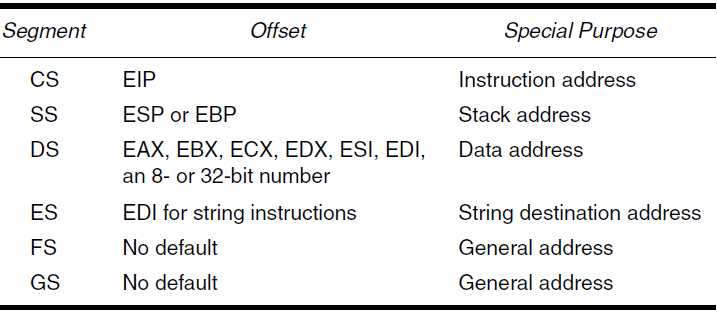 Segment Offset Special Purpose
CS EIP Instruction address
SS ESP or EBP Stack address
DS EAX, EBX, ECX, EDX, ESI, EDI, Data address
an 8- or 32-bit number
ES EDI for string instructions String destination address
FS No default General address
GS No default General address